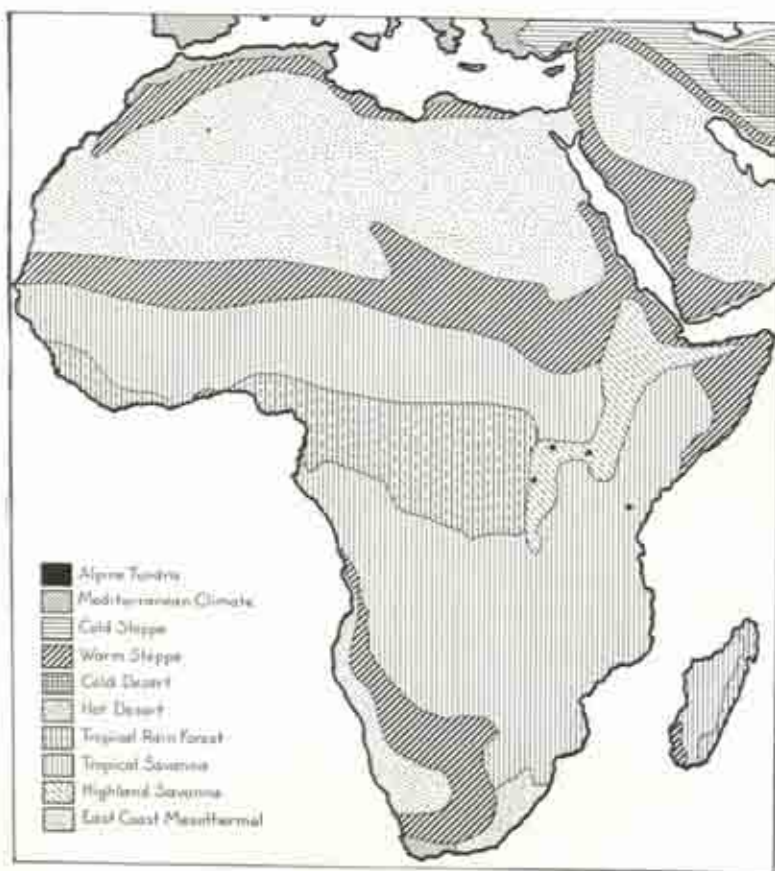 Alpine Tundra
Mediterranean Climate
Cold Steppe
Warm Steppe
Cold Desert
Hot Desert
Tropical Rain Forest
Tropical Savanna
Highland Savanna
East Coast Mesothermal